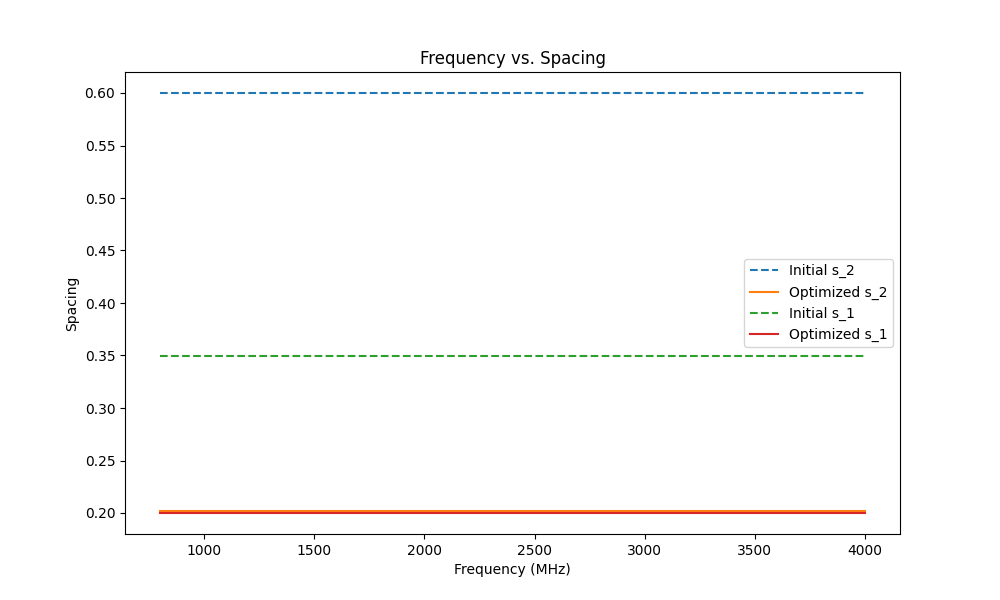 Frequency vs. Spacing
0.60
0.55
0.50
0.45
0.40
0.35
0.30
0.25
0.20
Spacing
Initial s_2
Optimized s_2
Initial s_1
Optimized s_1
1000 1500 2000 2500 3000 3500 4000
Frequency (MHz)